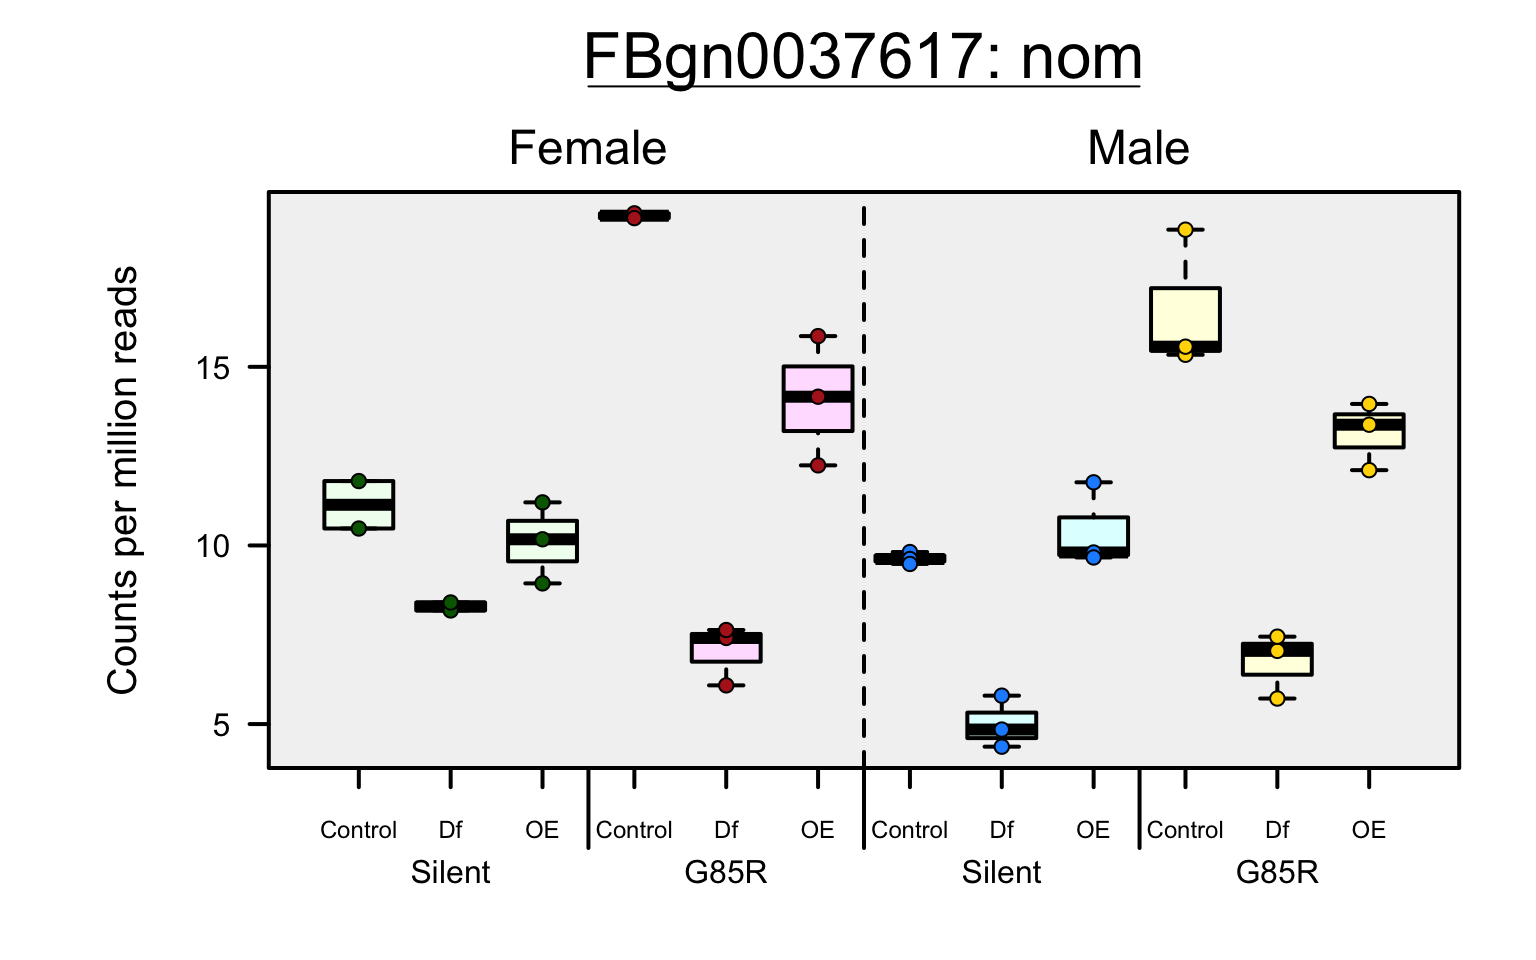 FBgn0037617: nom
Female Male
Counts per million reads
15
10
5
Control Df OE Control Df OE Control Df OE Control Df OE
Silent G85R Silent G85R